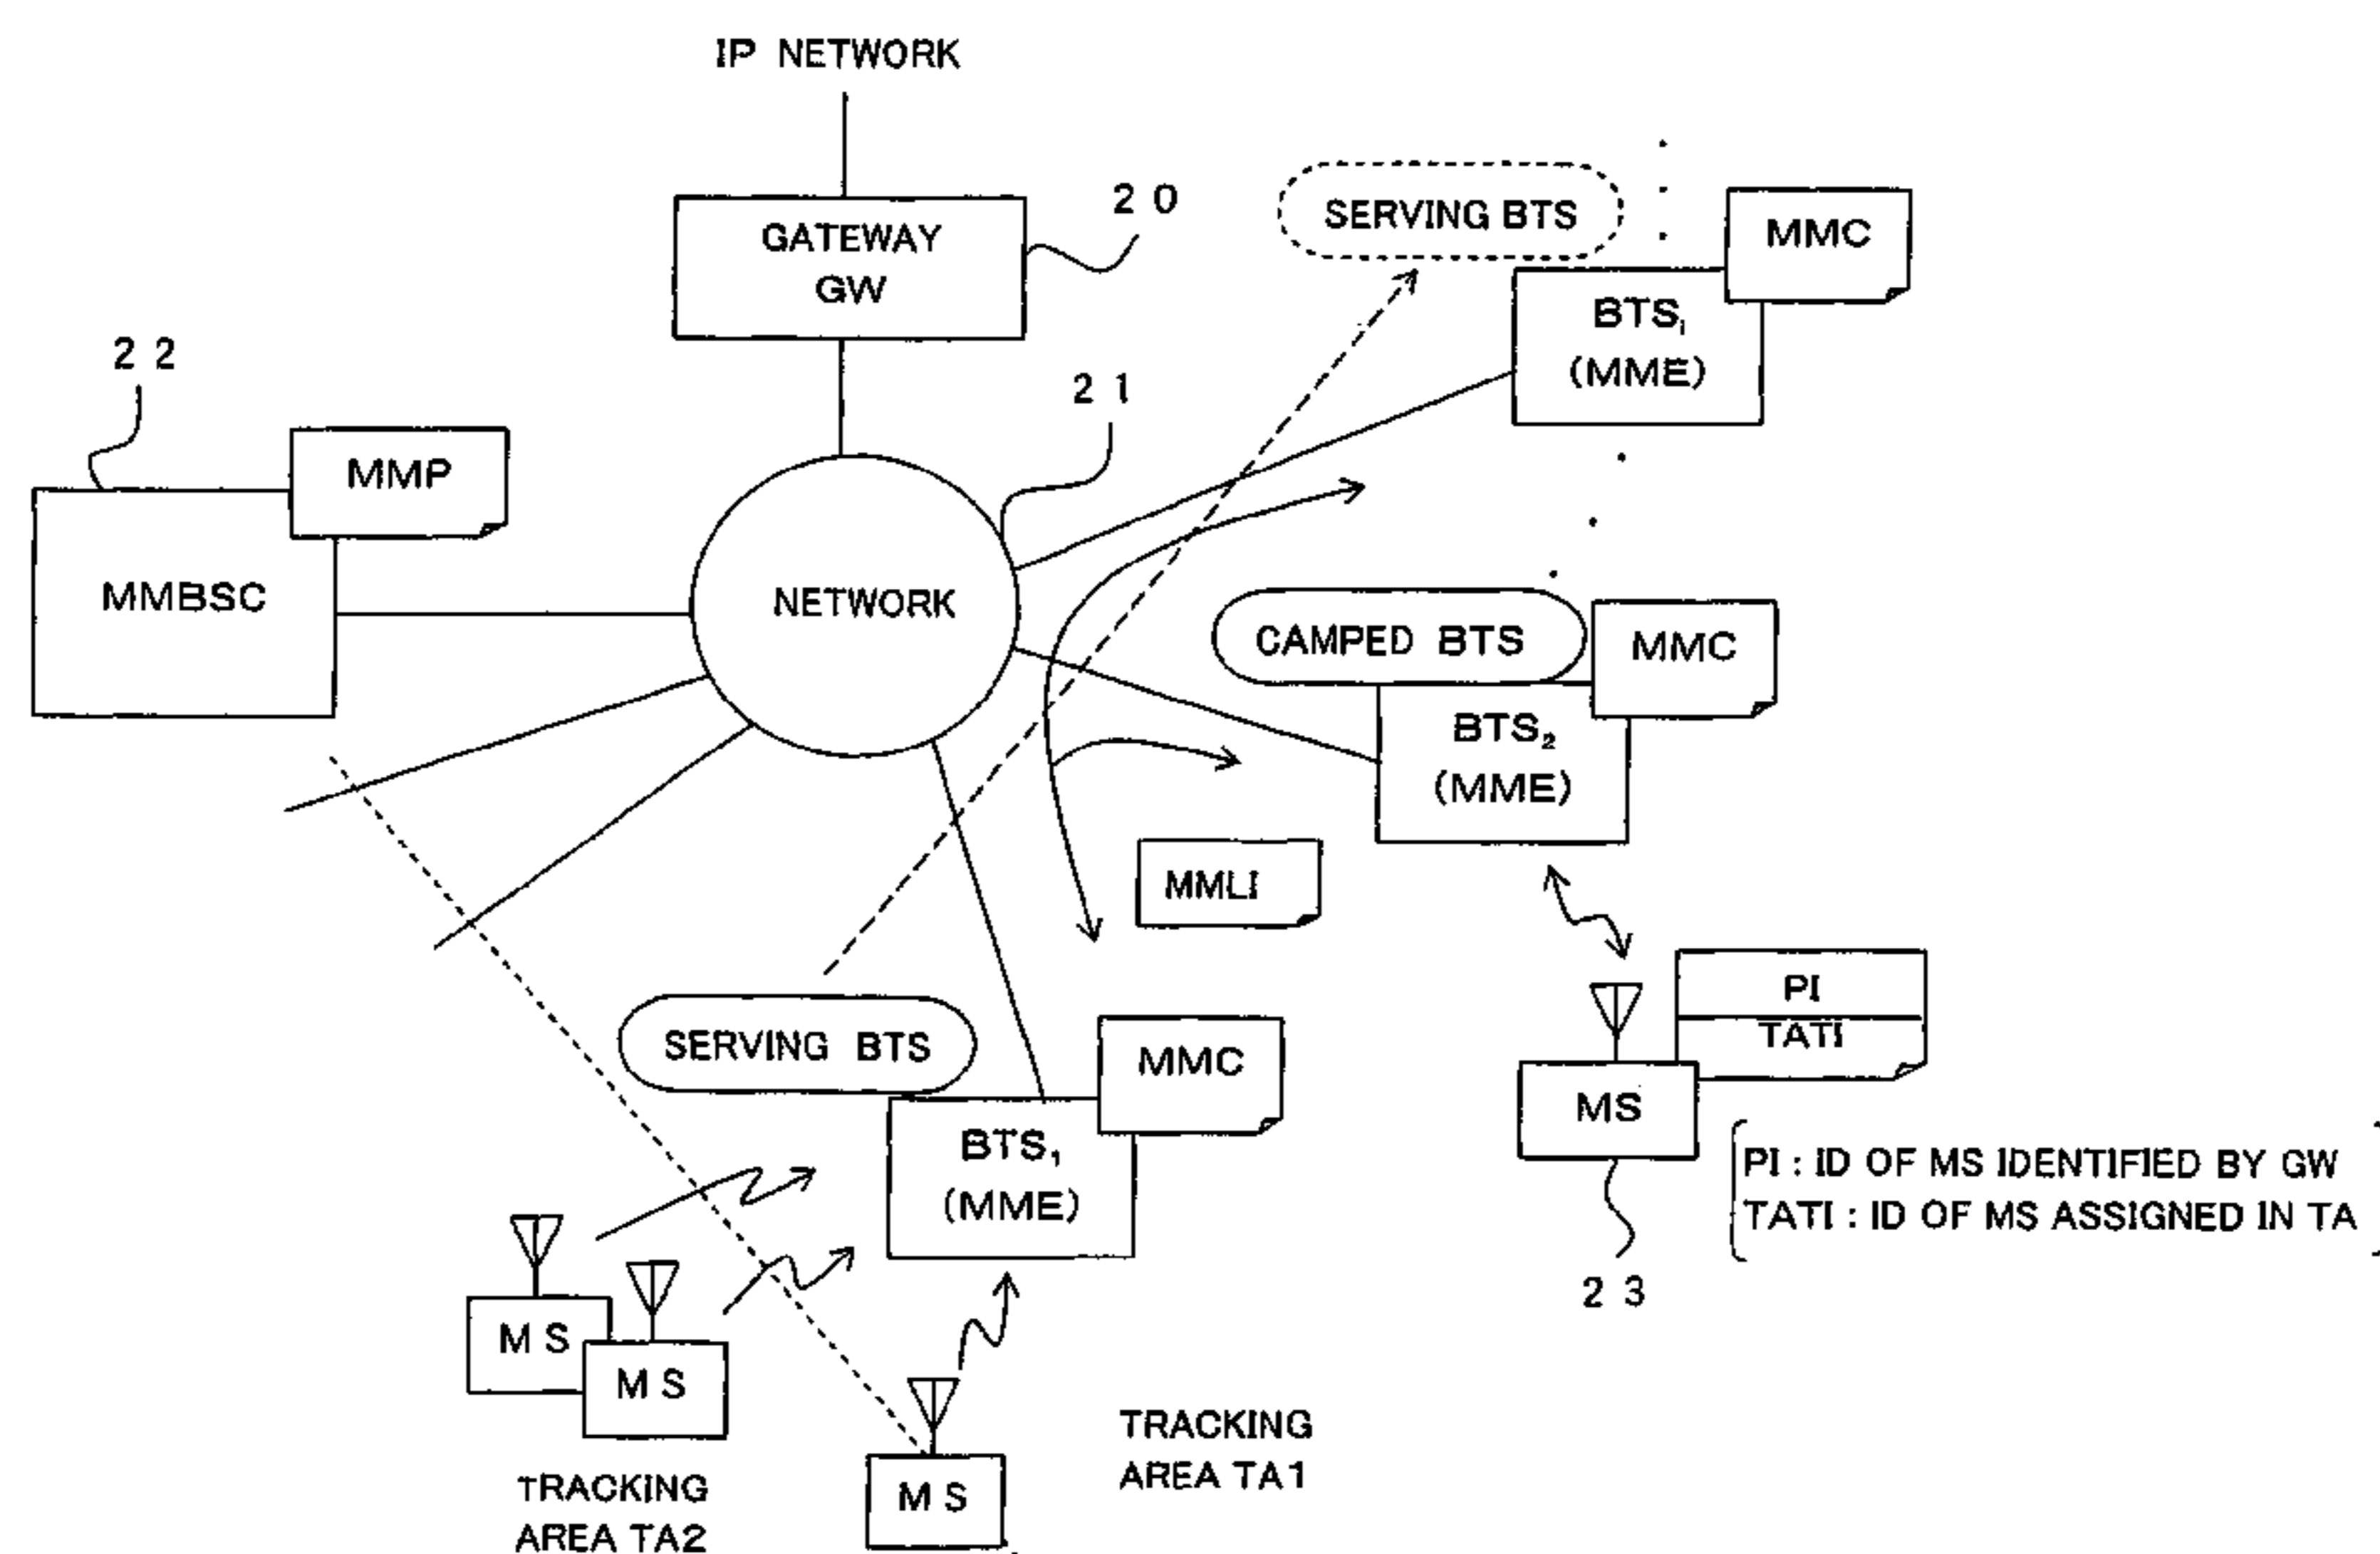 IP NETWORK
GATEWAY
GW
20
SERVING BTS
MMC
BTSi
(MME)
22
MMP
MMBSC
21
NETWORK
CAMPED BTS
MMC
BTS2
(MME)
MMLI
SERVING BTS
MMC
BTS1
(MME)
PI
TATI
MS
PI : ID OF MS IDENTIFIED BY GW
TATI : ID OF MS ASSIGNED IN TA
23
MS
MS
MS
TRACKING
AREA TA1
TRACKING
AREA TA2